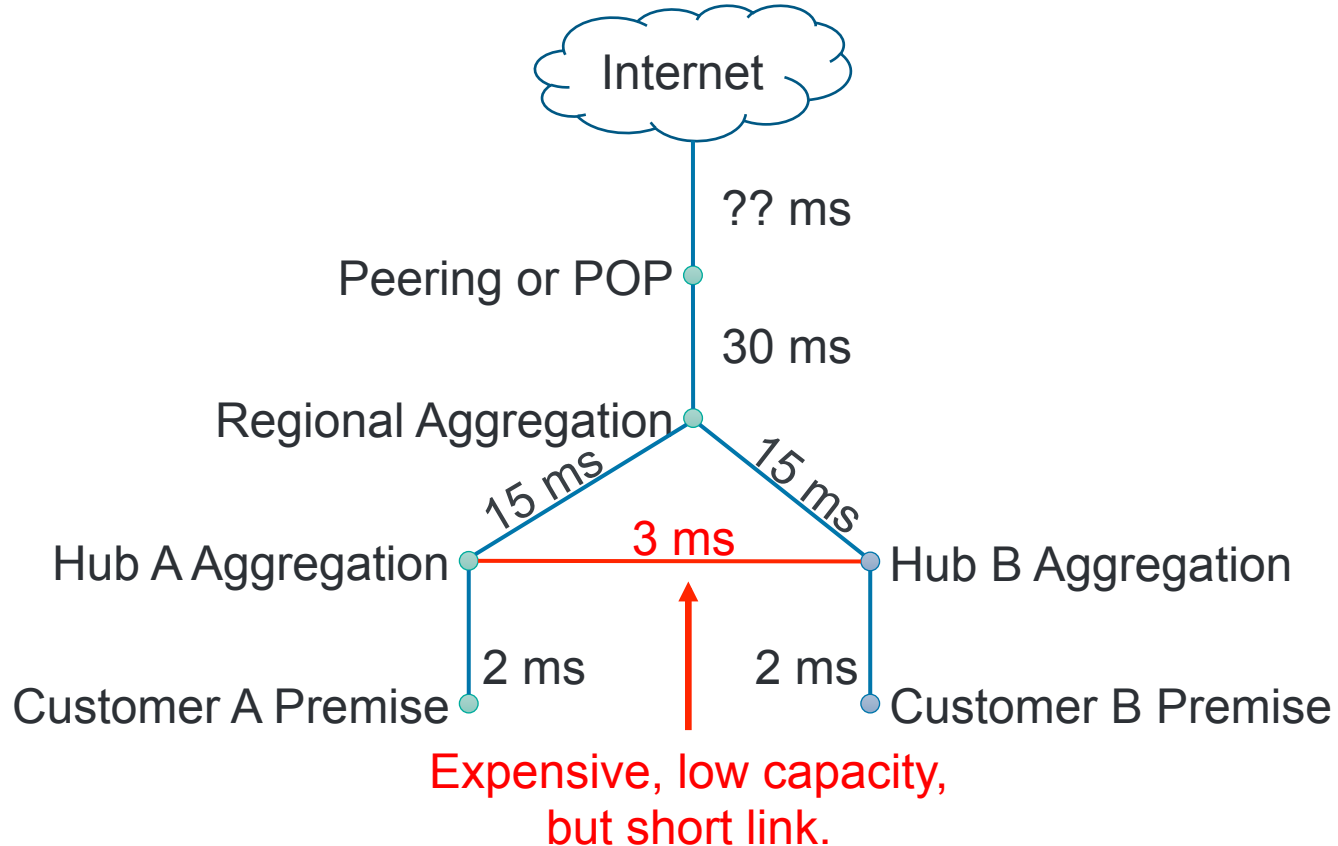 Internet
?? ms
Peering or POP
30 ms
Regional Aggregation
15 ms
15 ms
3 ms
Hub A Aggregation
Hub B Aggregation
2 ms
2 ms
Customer A Premise
Customer B Premise
Expensive, low capacity,
but short link.